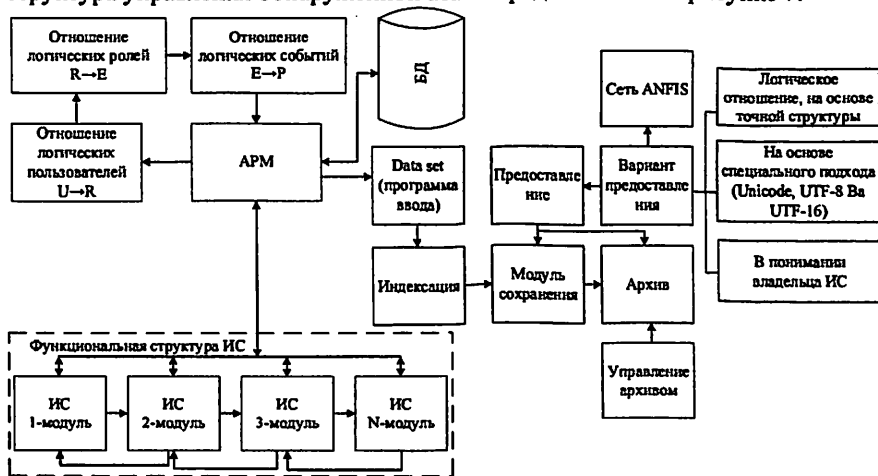 Отношение
логических ролей
R→E
Отношение
логических событий
E→P
БД
Сеть ANFIS
Логическое
отношение, на основе
точной структуры
Отношение
логических
пользователей
U→R
АРМ
Data set
(программа
ввода)
Предоставле
ние
Вариант
предоставле
ния
На основе
специального подхода
(Unicode, UTF-8 Ва
UTF-16)
Индексация
Модуль
сохранения
Архив
В понимании
владельца ИС
Управление
архивом
Функциональная структура ИС
ИС
1-модуль
ИС
2-модуль
ИС
3-модуль
ИС
N-модуль